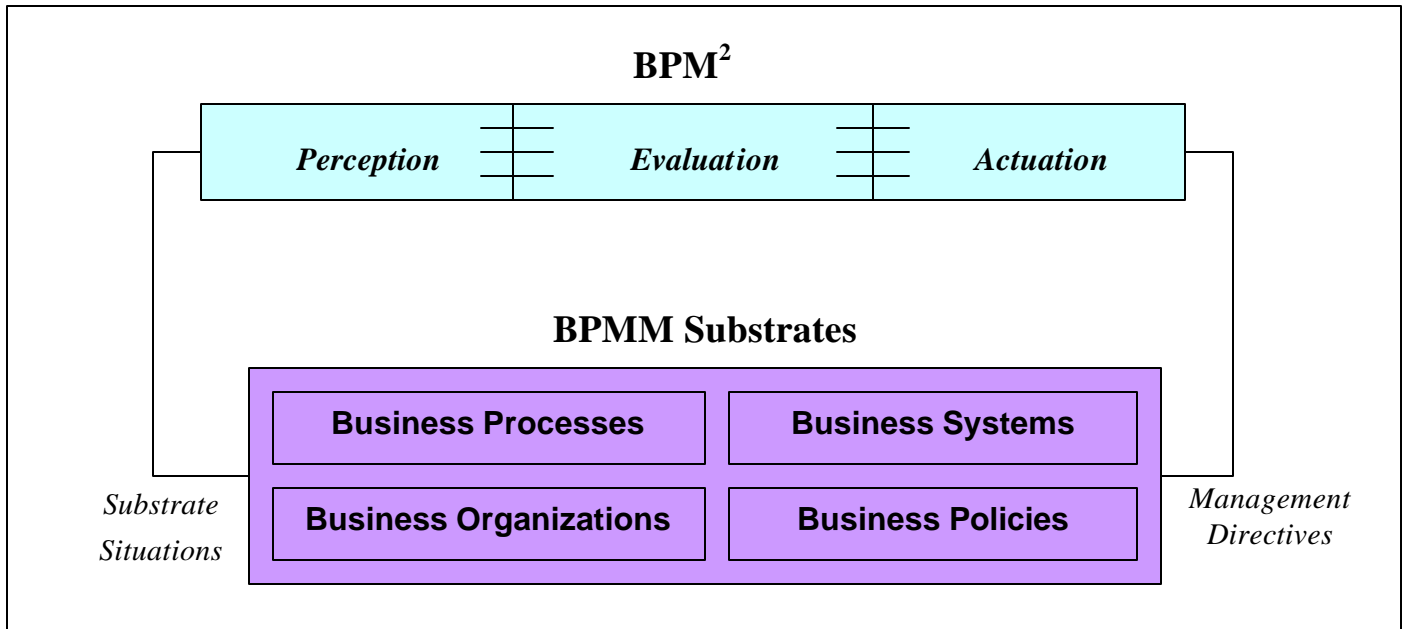 BPM²
Perception Evaluation Actuation
BPMM Substrates
Business Processes Business Systems
Business Organizations Business Policies
Substrate
Situations
Management
Directives